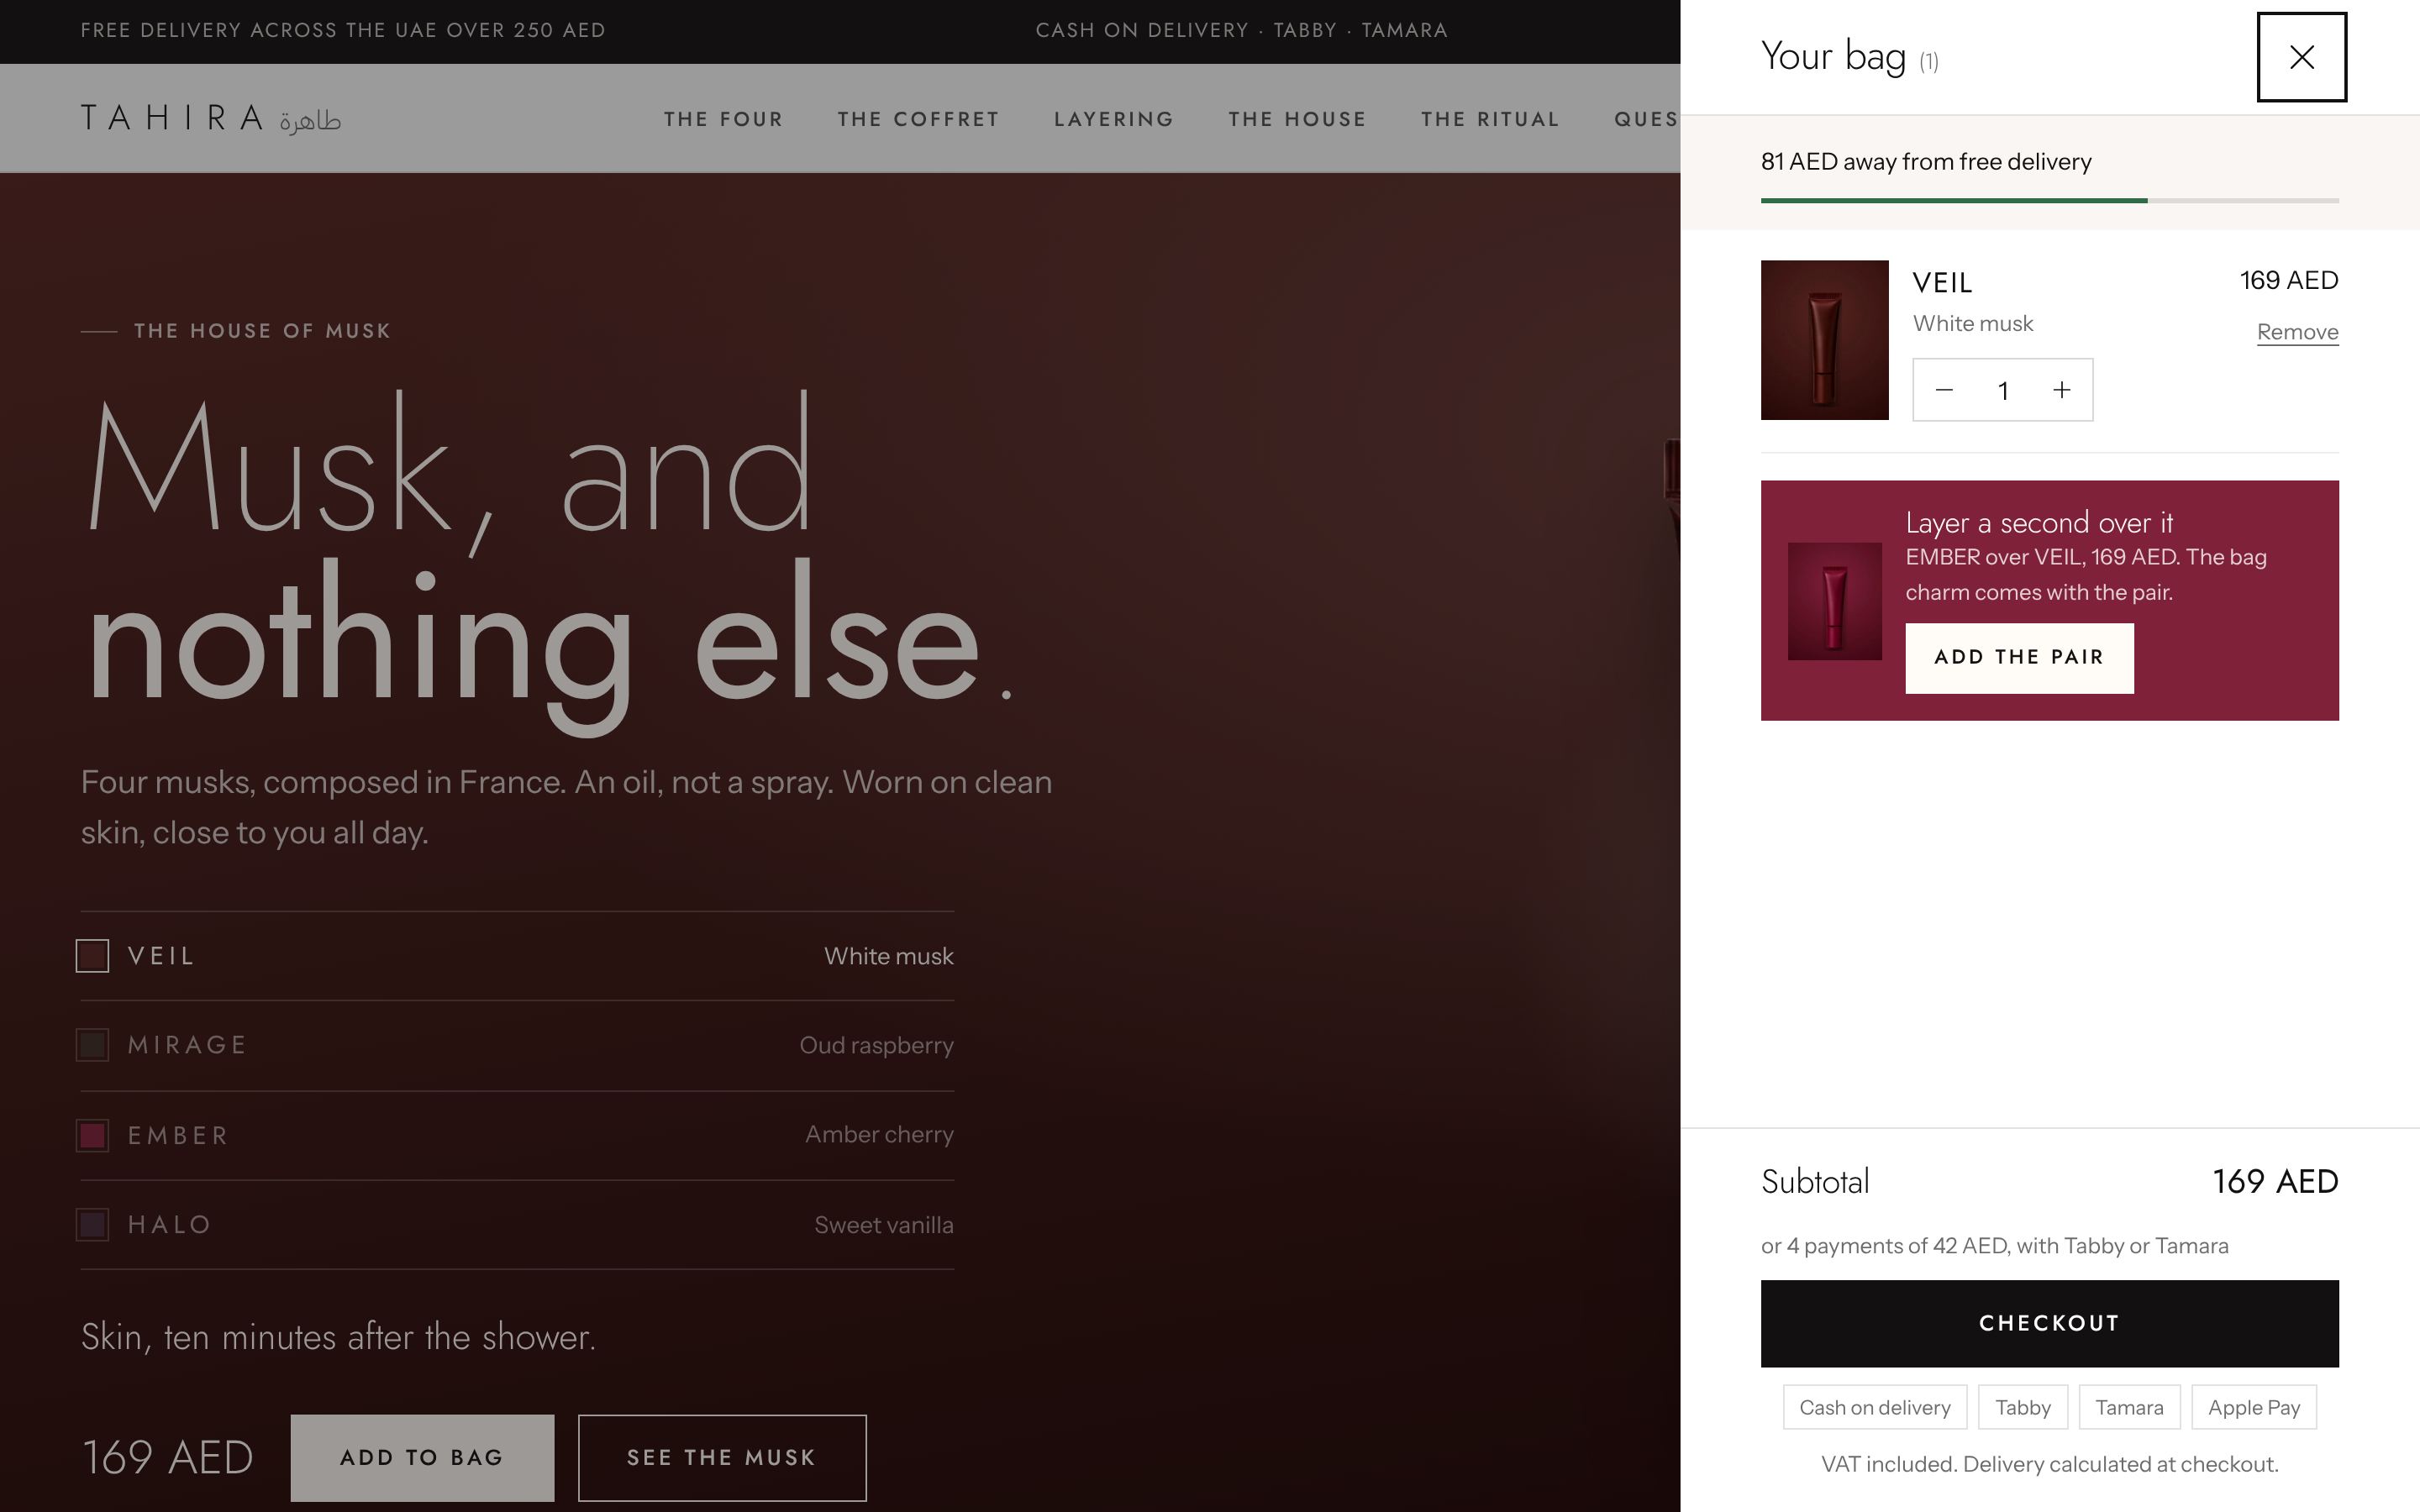 FREE DELIVERY ACROSS THE UAE OVER 250 AED
CASH ON DELIVERY · TABBY · TAMARA
TAHIRA طاهرة
THE FOUR
THE COFFRET
LAYERING
THE HOUSE
THE RITUAL
QUES
THE HOUSE OF MUSK
Musk, and
nothing else.
Four musks, composed in France. An oil, not a spray. Worn on clean
skin, close to you all day.
VEIL White musk
MIRAGE Oud raspberry
EMBER Amber cherry
HALO Sweet vanilla
Skin, ten minutes after the shower.
169 AED
ADD TO BAG
SEE THE MUSK
Your bag (1)
81 AED away from free delivery
VEIL 169 AED
White musk Remove
− 1 +
Layer a second over it
EMBER over VEIL, 169 AED. The bag
charm comes with the pair.
ADD THE PAIR
Subtotal 169 AED
or 4 payments of 42 AED, with Tabby or Tamara
CHECKOUT
Cash on delivery
Tabby
Tamara
Apple Pay
VAT included. Delivery calculated at checkout.